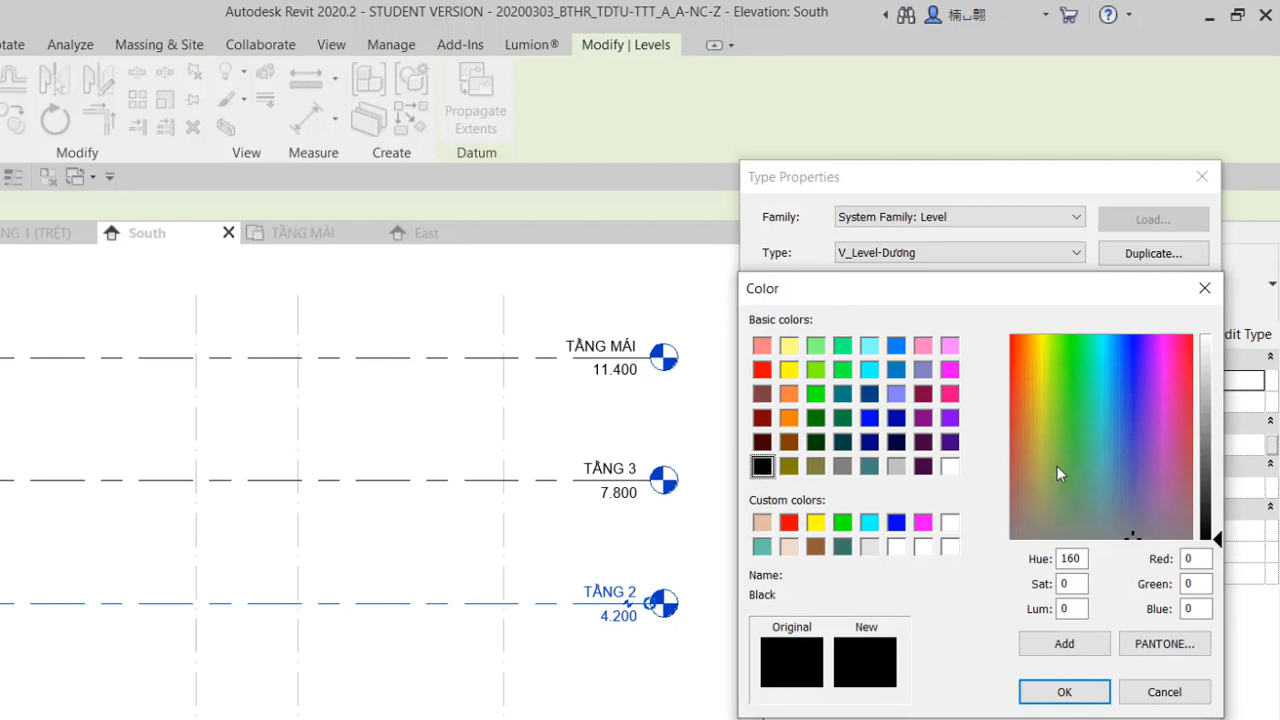 Autodesk Revit 2020.2 - STUDENT VERSION - 20200303_BTHR_TDTU-TTT_A_A-NC-Z - Elevation: South
otate Analyze Massing & Site Collaborate View Manage Add-Ins Lumion® Modify | Levels
Propagate
Extents
Modify View Measure Create Datum
NG 1 (TRỆT) South TẦNG MÁI East
Type Properties
Family: System Family: Level Load...
Type: V_Level-Dương Duplicate...
Color
Basic colors:
dit Type
TẦNG MÁI
11.400
TẦNG 3
7.800
TẦNG 2
4.200
Custom colors:
Hue: 160 Red: 0
Sat: 0 Green: 0
Lum: 0 Blue: 0
Name:
Black
Original New
Add PANTONE...
OK Cancel